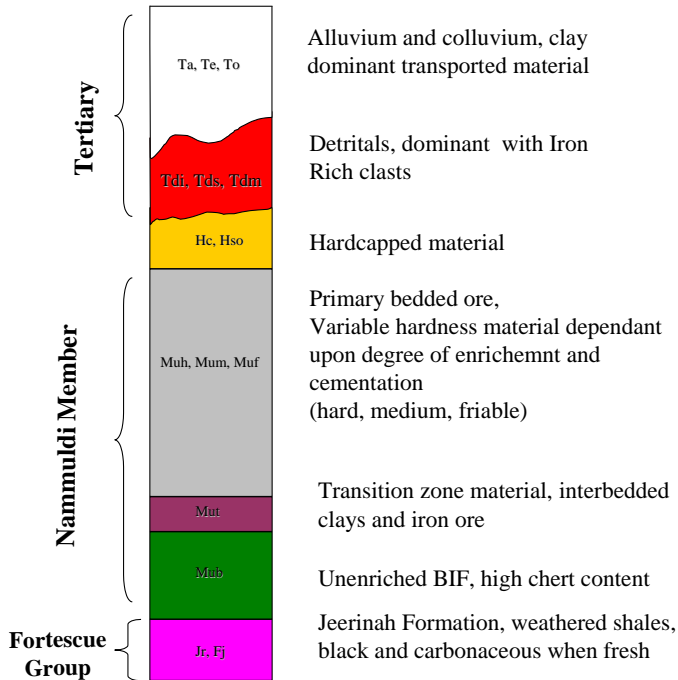 Alluvium and colluvium, clay
dominant transported material
Ta, Te, To
Tertiary
Detritals, dominant with Iron
Rich clasts
Tdi, Tds, Tdm
Hc, Hso
Hardcapped material
Primary bedded ore,
Variable hardness material dependant
upon degree of enrichemnt and
cementation
(hard, medium, friable)
Muh, Mum, Muf
Nammuldi Member
Transition zone material, interbedded
clays and iron ore
Mut
Mub
Unenriched BIF, high chert content
Fortescue
Group
Jr, Fj
Jeerinah Formation, weathered shales,
black and carbonaceous when fresh